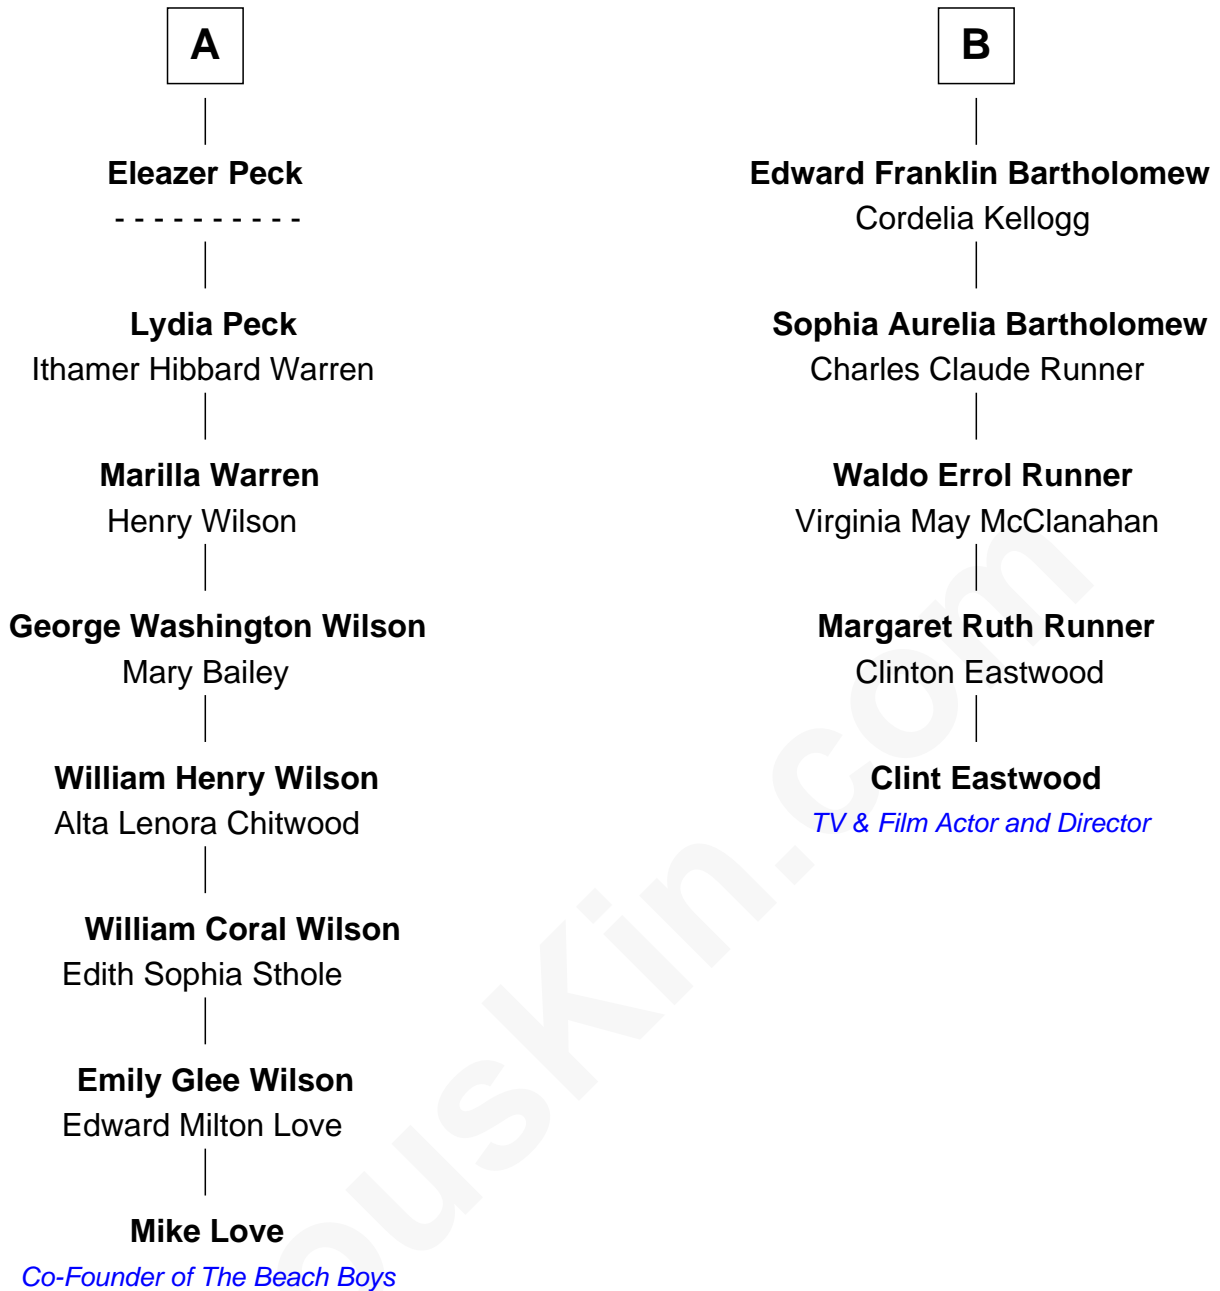 A
Eleazer Peck
- - - - - - - - - -
Lydia Peck
Ithamer Hibbard Warren
Marilla Warren
Henry Wilson
George Washington Wilson
Mary Bailey
William Henry Wilson
Alta Lenora Chitwood
William Coral Wilson
Edith Sophia Sthole
Emily Glee Wilson
Edward Milton Love
Mike Love
Co-Founder of The Beach Boys
B
Edward Franklin Bartholomew
Cordelia Kellogg
Sophia Aurelia Bartholomew
Charles Claude Runner
Waldo Errol Runner
Virginia May McClanahan
Margaret Ruth Runner
Clinton Eastwood
Clint Eastwood
TV & Film Actor and Director
ousKin.com